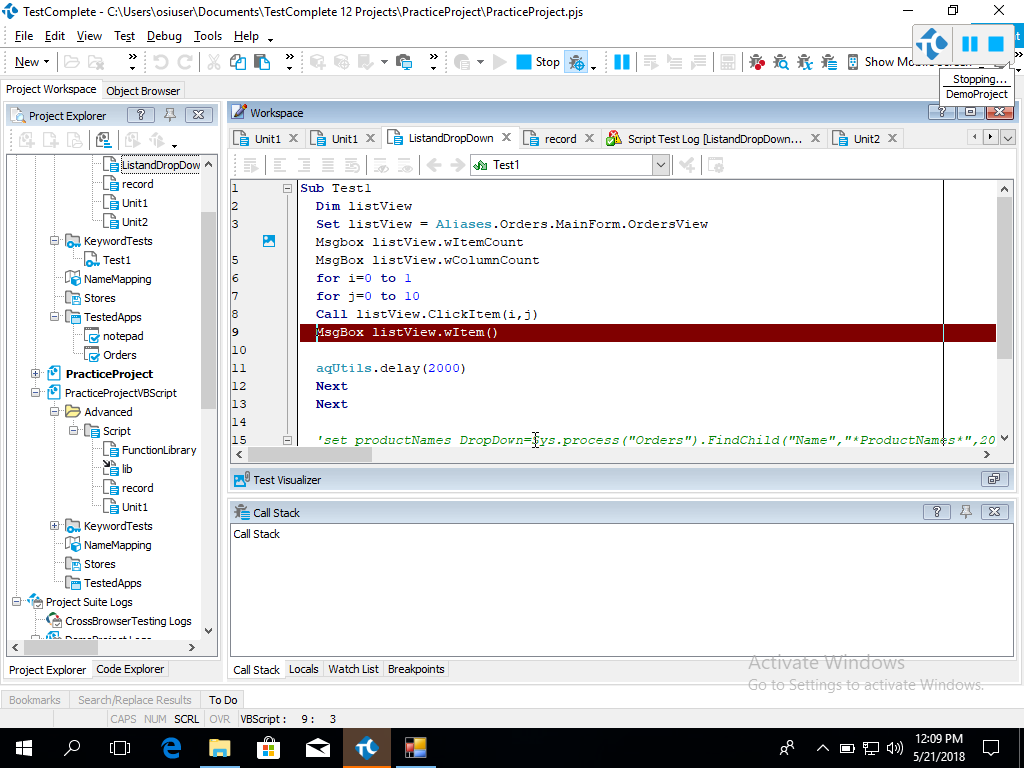 TestComplete - C:\Users\osiuser\Documents\TestComplete 12 Projects\PracticeProject\PracticeProject.pjs
File Edit View Test Debug Tools Help
New Stop Show Mo
Stopping...
DemoProject
Project Workspace Object Browser
Project Explorer
ListandDropDow
record
Unit1
Unit2
KeywordTests
Test1
NameMapping
Stores
TestedApps
notepad
Orders
PracticeProject
PracticeProjectVBScript
Advanced
Script
FunctionLibrary
lib
record
Unit1
KeywordTests
NameMapping
Stores
TestedApps
Project Suite Logs
CrossBrowserTesting Logs
DemoProject Logs
Project Explorer Code Explorer
Workspace
Unit1 Unit1 ListandDropDown record Script Test Log [ListandDropDown... Unit2
Test1
1 Sub Test1
2 Dim listView
3 Set listView = Aliases.Orders.MainForm.OrdersView
Msgbox listView.wItemCount
5 MsgBox listView.wColumnCount
6 for i=0 to 1
7 for j=0 to 10
8 Call listView.ClickItem(i,j)
9 MsgBox listView.wItem()
10
11 aqUtils.delay(2000)
12 Next
13 Next
14
15 'set productNames DropDown=Sys.process("Orders").FindChild("Name","*ProductNames*",20
Test Visualizer
Call Stack
Call Stack
Call Stack Locals Watch List Breakpoints
Activate Windows
Go to Settings to activate Windows.
Bookmarks Search/Replace Results To Do
CAPS NUM SCRL OVR VBScript : 9 : 3
12:09 PM
5/21/2018